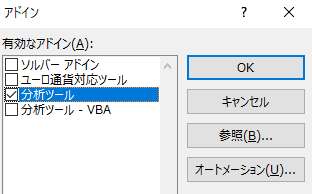 アドイン
有効なアドイン(A):
ソルバー アドイン
ユーロ通貨対応ツール
分析ツール
分析ツール - VBA
OK
キャンセル
参照(B)...
オートメーション(U)...